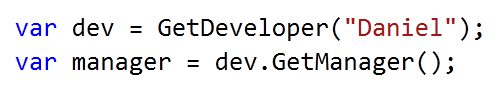 var dev = GetDeveloper("Daniel");
var manager = dev.GetManager();